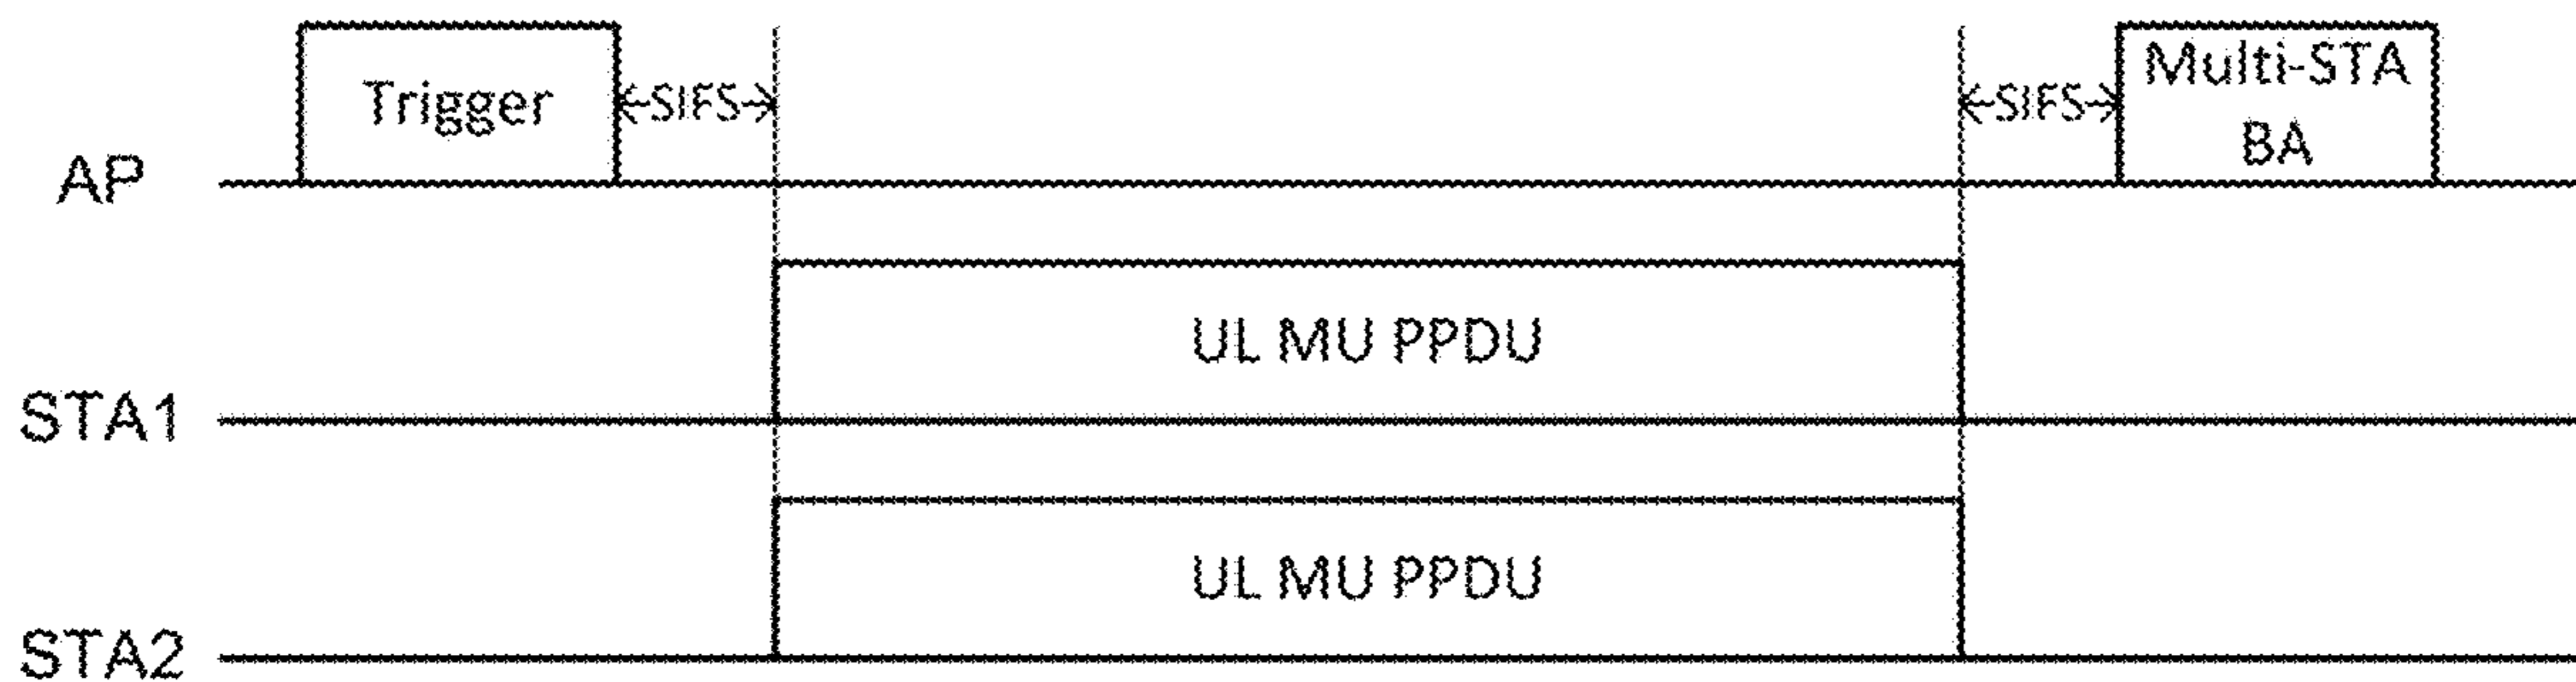 Trigger
SIFS
SIFS
Multi-STA
BA
AP
UL MU PPDU
STA1
UL MU PPDU
STA2